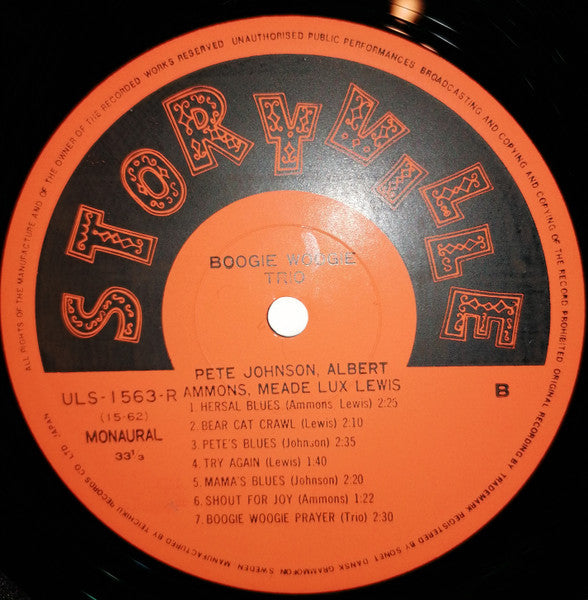 ALL RIGHTS OF THE MANUFACTURE AND OF THE OWNER OF THE RECORDED WORKS RESERVED UNAUTHORISED PUBLIC PERFORMANCES BROADCASTING AND COPYING AND COPYING OF THE RECORD PROHIBITED
STORYVILLE
BOOGIE WOOGIE
TRIO
PETE JOHNSON, ALBERT
ULS-1563-R AMMONS, MEADE LUX LEWIS
B
(15-62)
MONAURAL
33⅓
1. HERSAL BLUES (Ammons Lewis) 2:25
2. BEAR CAT CRAWL (Lewis) 2:10
3. PETE'S BLUES (Johnson) 2:35
4. TRY AGAIN (Lewis) 1:40
5. MAMA'S BLUES (Johnson) 2:20
6. SHOUT FOR JOY (Ammons) 1:22
7. BOOGIE WOOGIE PRAYER (Trio) 2:30
MANUFACTURED BY TEICHIKU RECORDS CO. LTD. JAPAN
ORIGINAL RECORDING BY TRADEMARK REGISTERED BY SONET DANSK GRAMMOFON SWEDEN